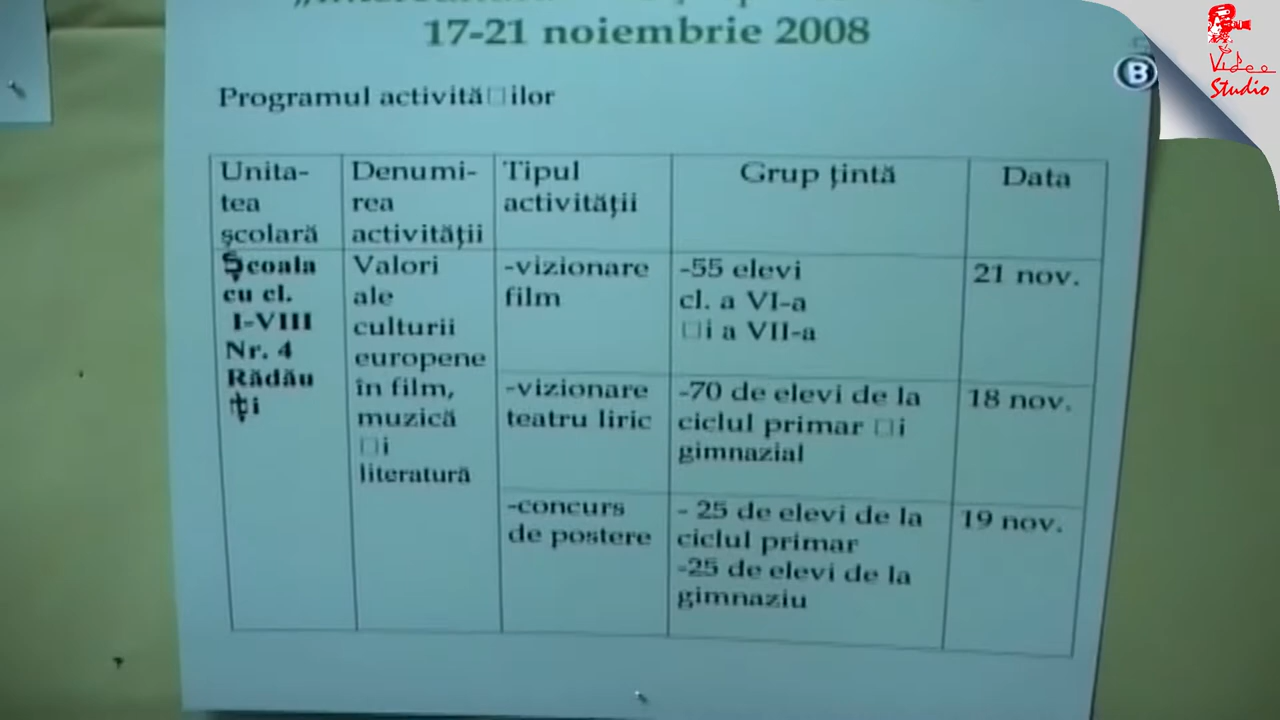 17-21 noiembrie 2008
Programul activită□ilor
Unita-
tea
școlară
Denumi-
rea
activității
Tipul
activității
Grup țintă
Data
Școala
cu cl.
I-VIII
Nr. 4
Rădău
ți
Valori
ale
culturii
europene
în film,
muzică
□i
literatură
-vizionare
film
-55 elevi
cl. a VI-a
□i a VII-a
21 nov.
-vizionare
teatru liric
-70 de elevi de la
ciclul primar □i
gimnazial
18 nov.
-concurs
de postere
- 25 de elevi de la
ciclul primar
-25 de elevi de la
gimnaziu
19 nov.
B
Video
Studio